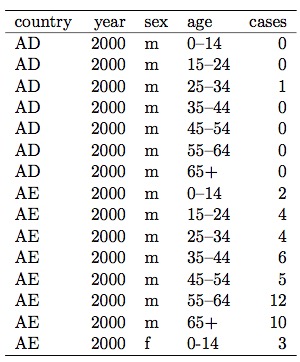 country year sex age cases
AD 2000 m 0–14 0
AD 2000 m 15–24 0
AD 2000 m 25–34 1
AD 2000 m 35–44 0
AD 2000 m 45–54 0
AD 2000 m 55–64 0
AD 2000 m 65+ 0
AE 2000 m 0–14 2
AE 2000 m 15–24 4
AE 2000 m 25–34 4
AE 2000 m 35–44 6
AE 2000 m 45–54 5
AE 2000 m 55–64 12
AE 2000 m 65+ 10
AE 2000 f 0-14 3